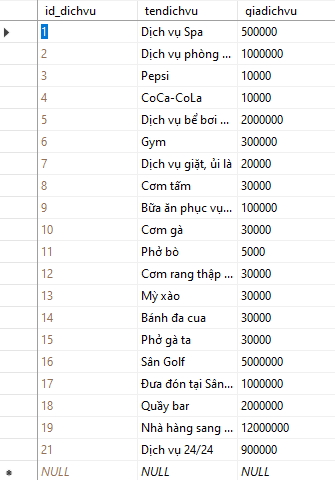 id_dichvu tendichvu giadichvu
1 Dịch vụ Spa 500000
2 Dịch vụ phòng ... 1000000
3 Pepsi 10000
4 CoCa-CoLa 10000
5 Dịch vụ bể bơi ... 2000000
6 Gym 300000
7 Dịch vụ giặt, ủi là 20000
8 Cơm tấm 30000
9 Bữa ăn phục vụ... 100000
10 Cơm gà 30000
11 Phở bò 5000
12 Cơm rang thập ... 30000
13 Mỳ xào 30000
14 Bánh đa cua 30000
15 Phở gà ta 30000
16 Sân Golf 5000000
17 Đưa đón tại Sân... 1000000
18 Quầy bar 2000000
19 Nhà hàng sang ... 12000000
21 Dịch vụ 24/24 900000
NULL NULL NULL